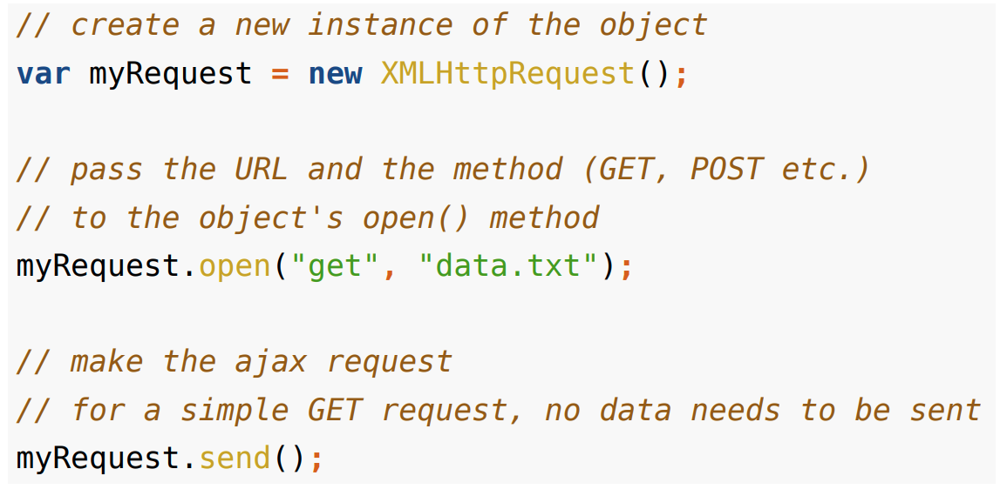 // create a new instance of the object
var myRequest = new XMLHttpRequest();
// pass the URL and the method (GET, POST etc.)
// to the object's open() method
myRequest.open("get", "data.txt");
// make the ajax request
// for a simple GET request, no data needs to be sent
myRequest.send();